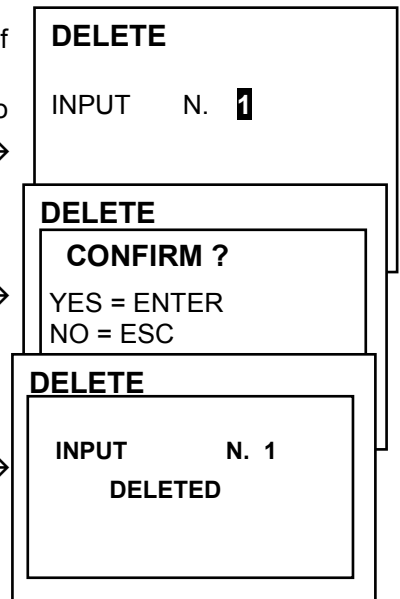 f
DELETE
o
INPUT N. 1
DELETE
CONFIRM ?
YES = ENTER
NO = ESC
DELETE
INPUT N. 1
DELETED